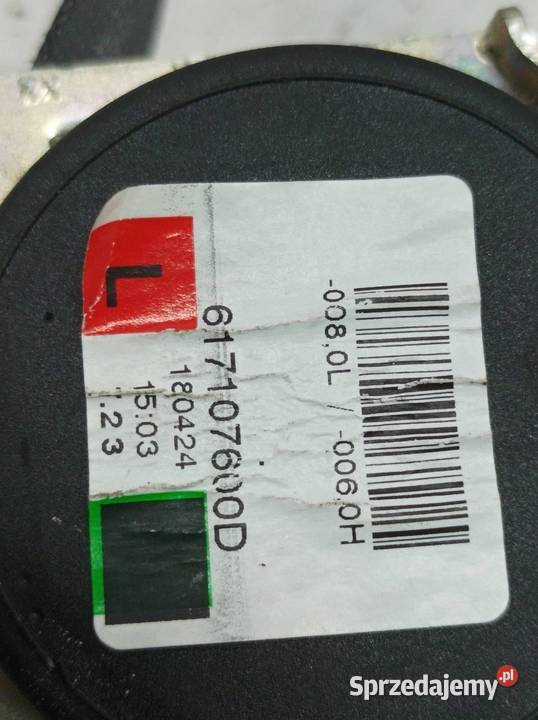 -008,0L / -006,0H
617107600D
L
180424
15:03
.23
Sprzedajemy.pl